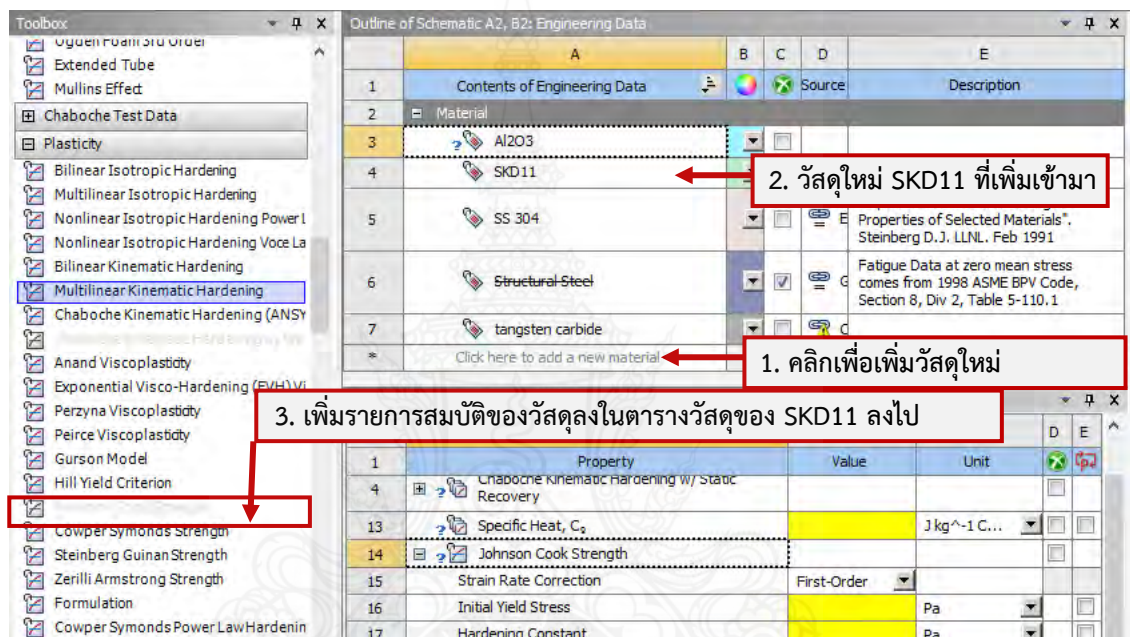 Toolbox
Ogden Foam 3rd Order
Extended Tube
Mullins Effect
Chaboche Test Data
Plasticity
Bilinear Isotropic Hardening
Multilinear Isotropic Hardening
Nonlinear Isotropic Hardening Power L
Nonlinear Isotropic Hardening Voce La
Bilinear Kinematic Hardening
Multilinear Kinematic Hardening
Chaboche Kinematic Hardening (ANSY
Anand Viscoplasticity
Exponential Visco-Hardening (EVH) Vi
Perzyna Viscoplasticity
Peirce Viscoplasticity
Gurson Model
Hill Yield Criterion
Cowper Symonds Strength
Steinberg Guinan Strength
Zerilli Armstrong Strength
Formulation
Cowper Symonds Power Law Hardenin
Outline of Schematic A2, B2: Engineering Data
A B C D E
1 Contents of Engineering Data Source Description
2 Material
3 ? Al2O3
4 SKD11
2. วัสดุใหม่ SKD11 ที่เพิ่มเข้ามา
5 SS 304 E
Properties of Selected Materials".
Steinberg D.J. LLNL. Feb 1991
6 Structural Steel G
Fatigue Data at zero mean stress
comes from 1998 ASME BPV Code,
Section 8, Div 2, Table 5-110.1
7 tangsten carbide C
* Click here to add a new material
1. คลิกเพื่อเพิ่มวัสดุใหม่
3. เพิ่มรายการสมบัติของวัสดุลงในตารางวัสดุของ SKD11 ลงไป
D E
1 Property Value Unit
4 ? Chaboche Kinematic Hardening w/ Static
Recovery
13 ? Specific Heat, Cₚ J kg^-1 C...
14 ? Johnson Cook Strength
15 Strain Rate Correction First-Order
16 Initial Yield Stress Pa
17 Hardening Constant Pa